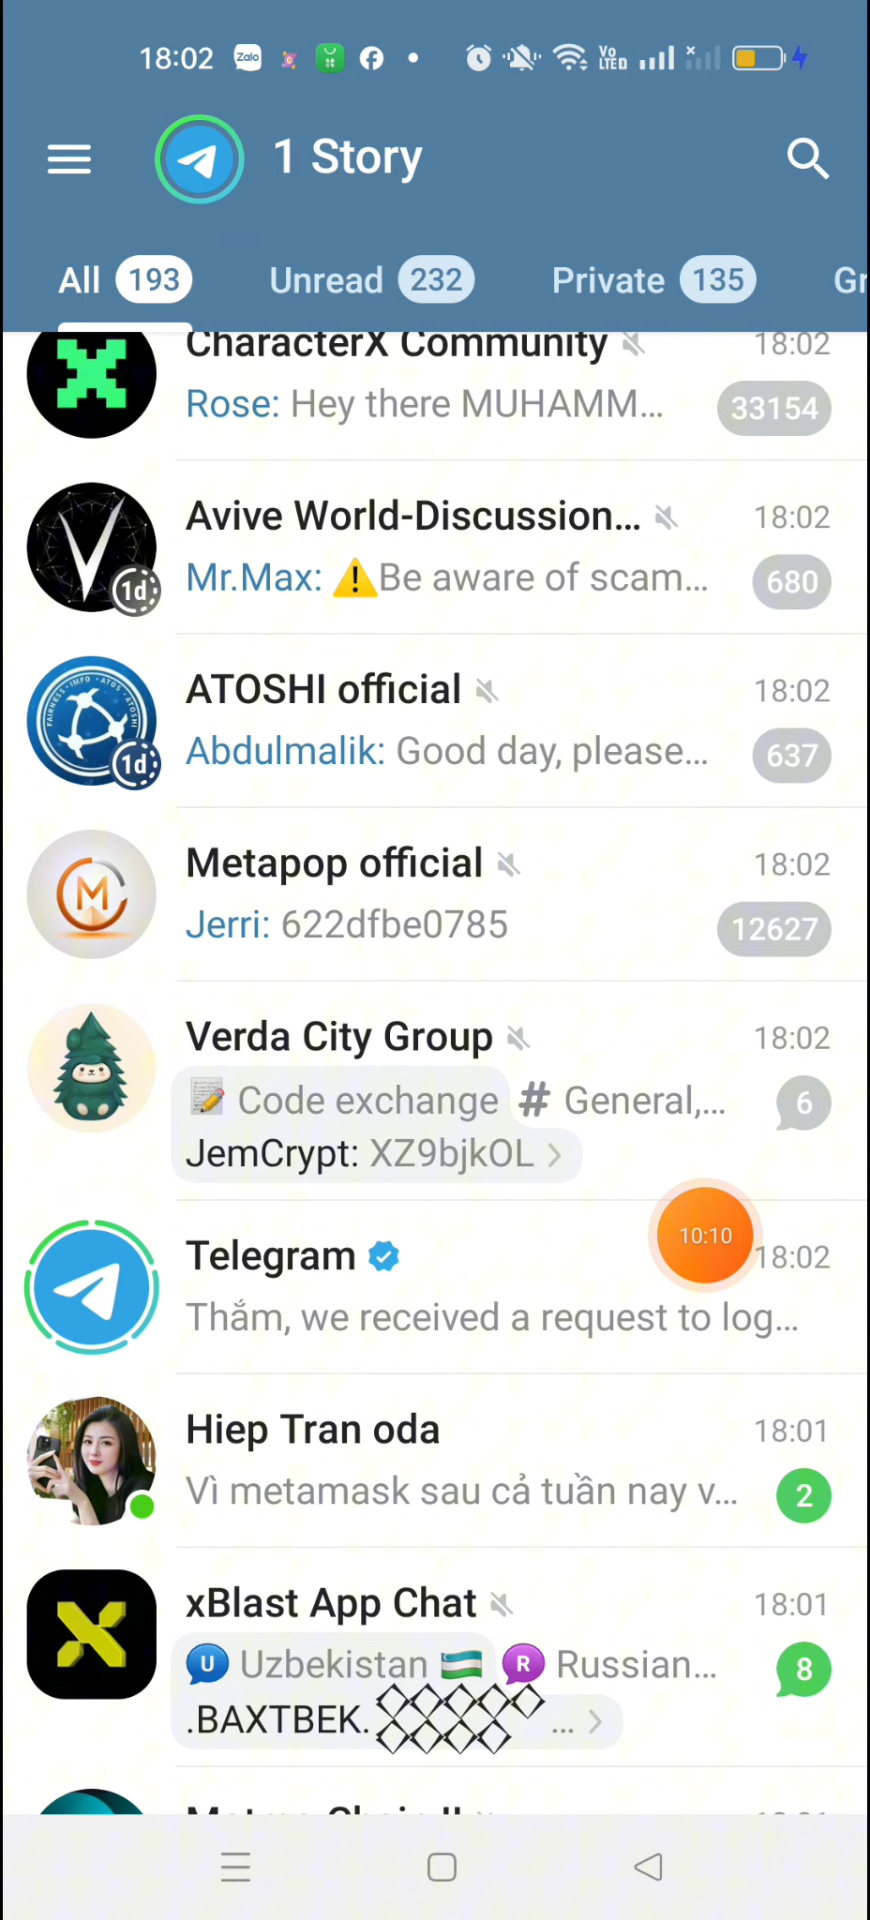 18:02 Zalo Vo LTED
1 Story
All 193 Unread 232 Private 135 Gr
CharacterX Community 18:02
Rose: Hey there MUHAMM... 33154
Avive World-Discussion... 18:02
1d Mr.Max: ⚠️Be aware of scam... 680
ATOSHI official 18:02
1d Abdulmalik: Good day, please... 637
Metapop official 18:02
Jerri: 622dfbe0785 12627
Verda City Group 18:02
📝 Code exchange # General,... 6
JemCrypt: XZ9bjkOL >
10:10
Telegram 18:02
Thắm, we received a request to log...
Hiep Tran oda 18:01
Vì metamask sau cả tuần nay v... 2
xBlast App Chat 18:01
U Uzbekistan 🇺🇿 R Russian... 8
.BAXTBEK. ... >